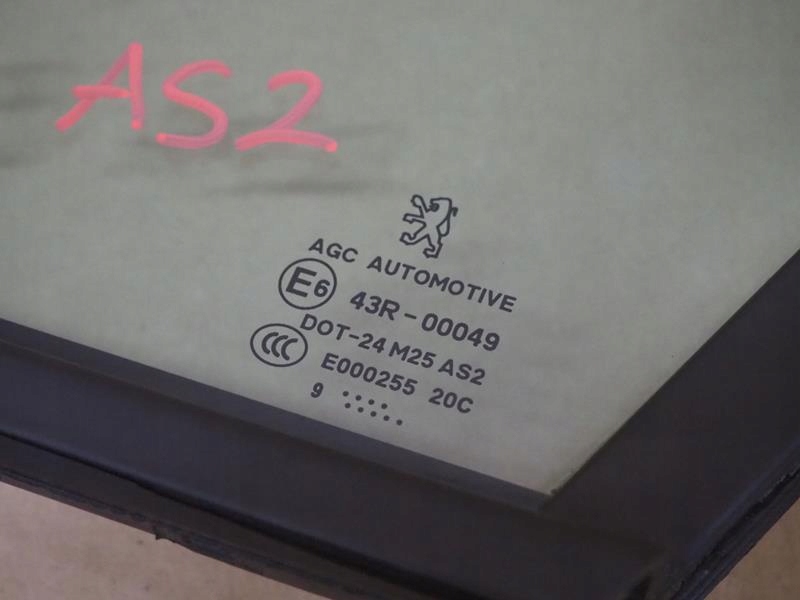 AS2
AGC AUTOMOTIVE
E6 43R-00049
DOT-24 M25 AS2
CCC E000255 20C
9